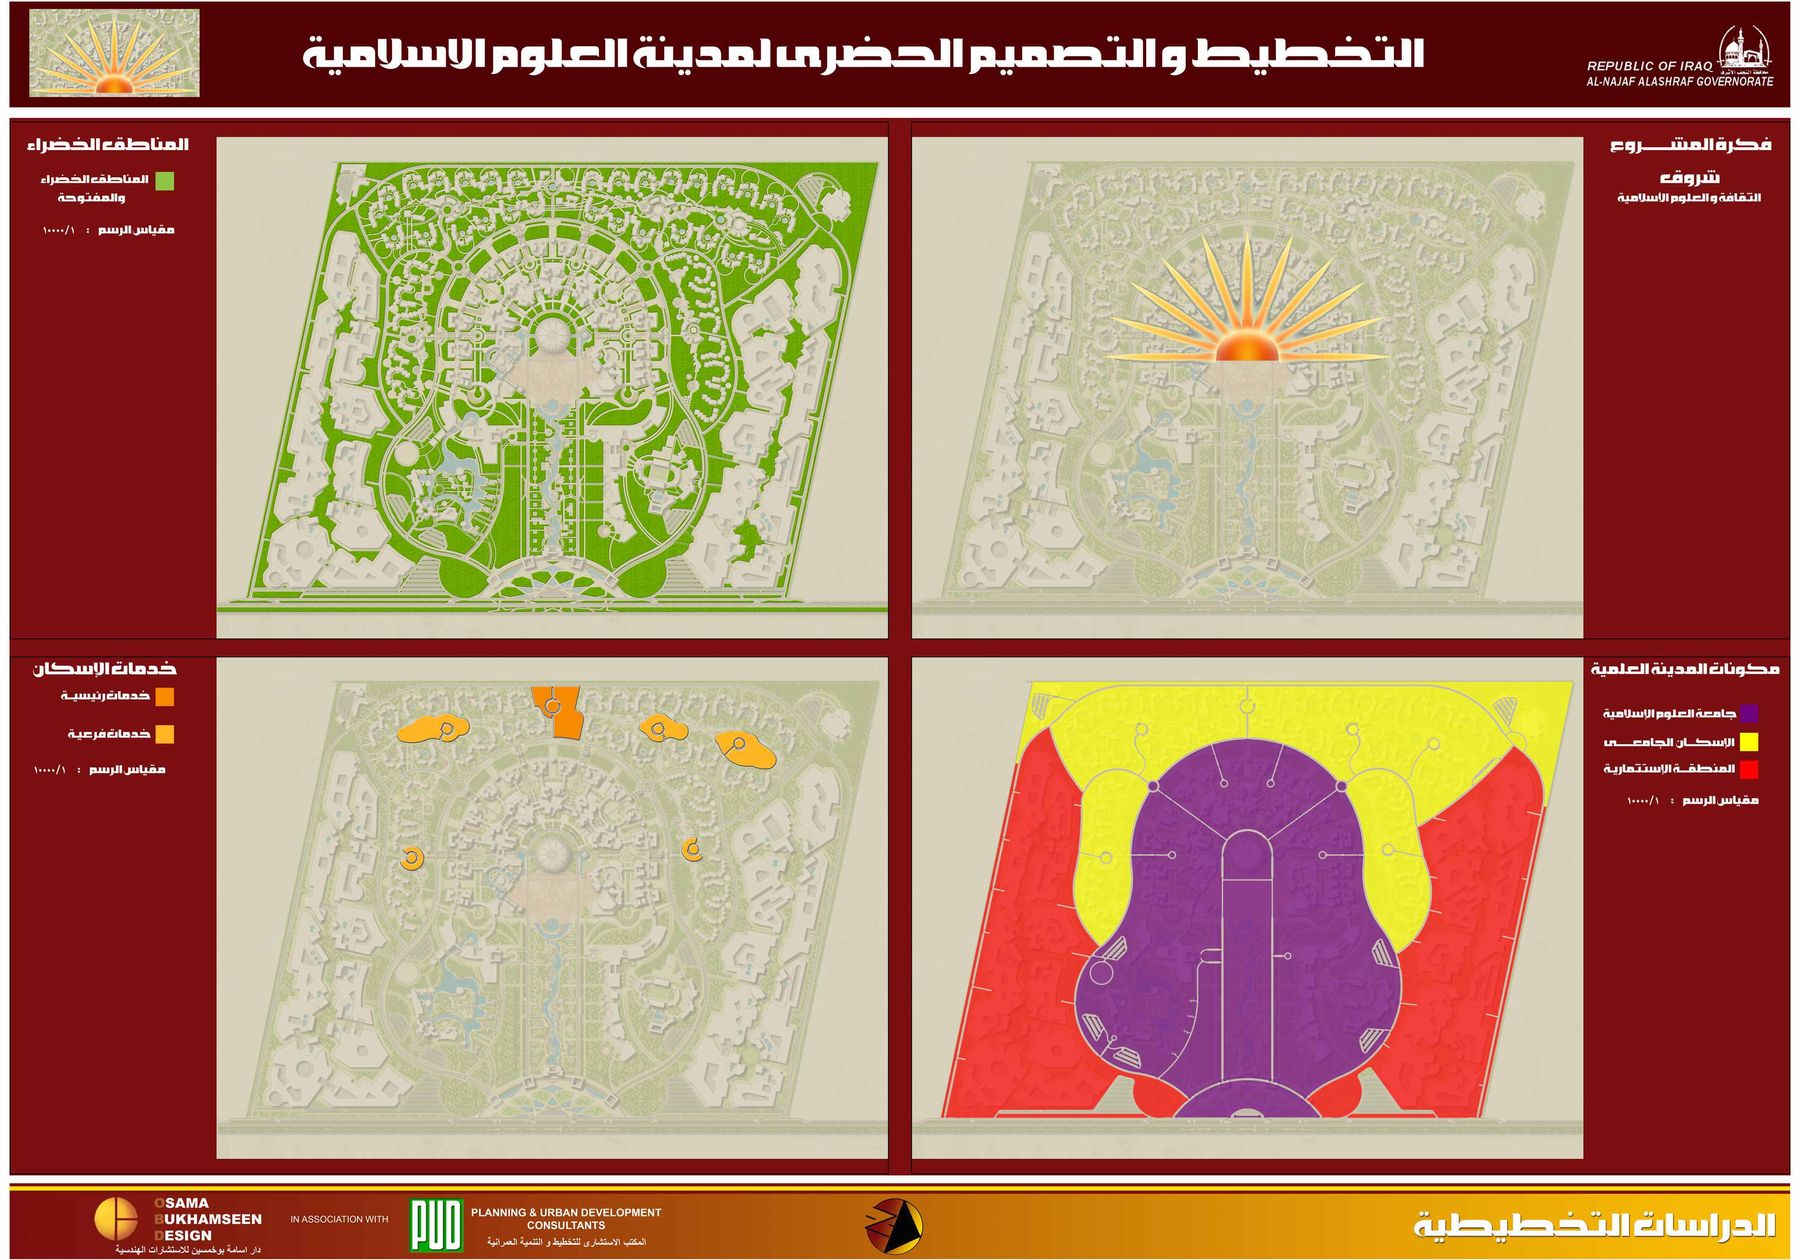 التخطيط والتصميم الحضرى لمدينة العلوم الاسلامية
REPUBLIC OF IRAQ
AL-NAJAF ALASHRAF GOVERNORATE
فكرة المشـــروع
شروق
الثقافة والعلوم الاسلامية
المناطق الخضراء
المناطق الخضراء
والمفتوحة
مقياس الرسم : ١٠٠٠٠/١
مكونات المدينة العلمية
جامعة العلوم الاسلامية
الإسكان الجامعى
المنطقة الاستثمارية
مقياس الرسم : ١٠٠٠٠/١
خدمات الإسكان
خدمات رئيسية
خدمات فرعية
مقياس الرسم : ١٠٠٠٠/١
OSAMA
BUKHAMSEEN
DESIGN
دار اسامة بوخمسين للاستشارات الهندسية
IN ASSOCIATION WITH
PUD
PLANNING & URBAN DEVELOPMENT
CONSULTANTS
المكتب الاستشارى للتخطيط و التنمية العمرانية
الدراسات التخطيطية